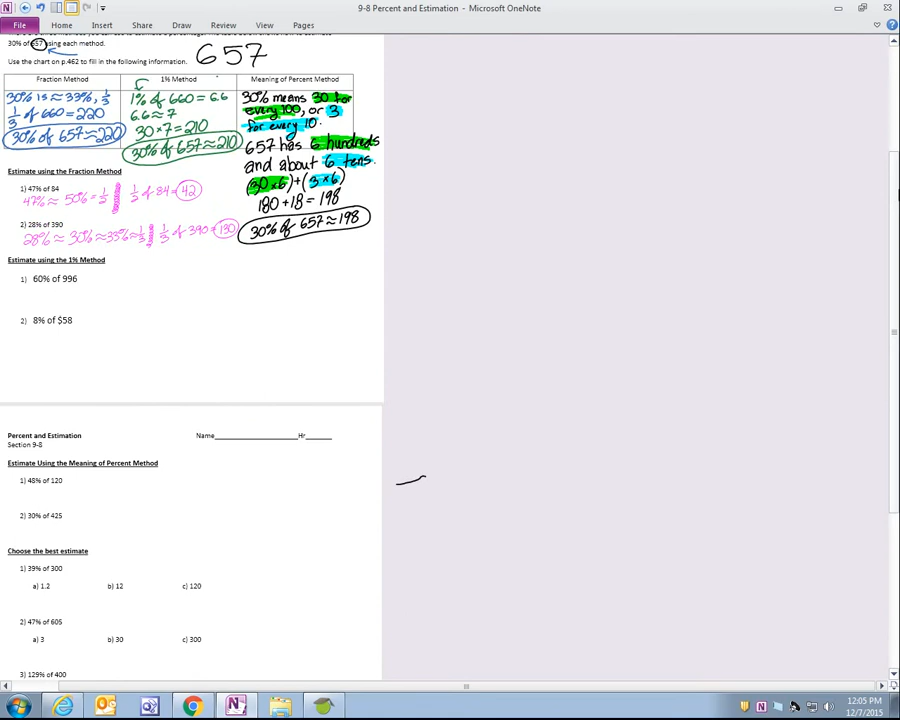 9-8 Percent and Estimation - Microsoft OneNote
File Home Insert Share Draw Review History View Pages
30% of 657 using each method.
657
Use the chart on p.462 to fill in the following information.
Fraction Method 1% Method Meaning of Percent Method
30% is ≈ 33%, 1/3
1/3 of 660 = 220
30% of 657 ≈ 220
1% of 660 = 6.6
6.6 ≈ 7
30 × 7 = 210
30% of 657 ≈ 210
30% means 30 for
every 100, or 3
for every 10.
657 has 6 hundreds
and about 6 tens.
(30 × 6) + (3 × 6)
180 + 18 = 198
30% of 657 ≈ 198
Estimate using the Fraction Method
1) 47% of 84
47% ≈ 50% = 1/2 1/2 of 84 = 42
2) 28% of 390
28% ≈ 30% ≈ 33% ≈ 1/3 1/3 of 390 = 130
Estimate using the 1% Method
1) 60% of 996
2) 8% of $58
Percent and Estimation Name____________________Hr______
Section 9-8
Estimate Using the Meaning of Percent Method
1) 48% of 120
2) 30% of 425
Choose the best estimate
1) 39% of 300
a) 1.2 b) 12 c) 120
2) 47% of 605
a) 3 b) 30 c) 300
3) 129% of 400
12:05 PM
12/7/2015